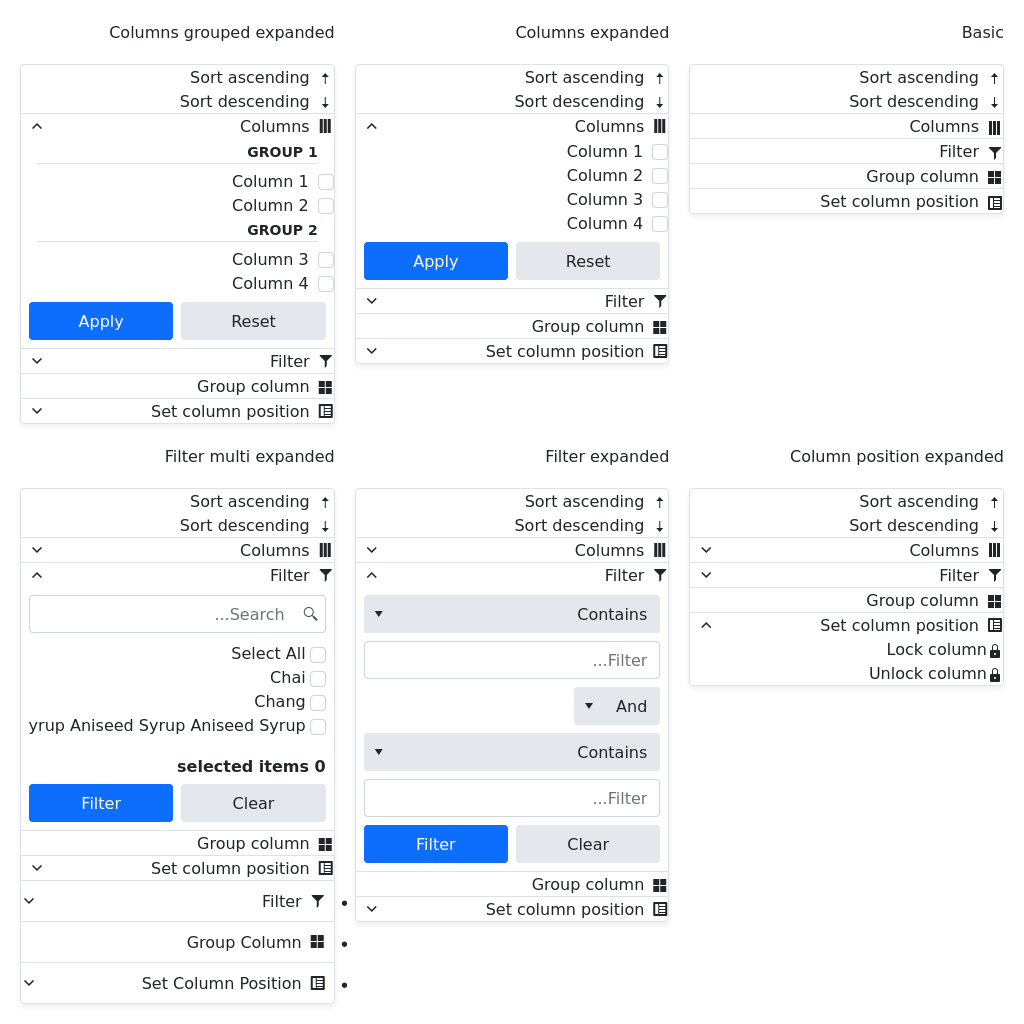 Columns grouped expanded
Sort ascending
Sort descending
Columns
GROUP 1
Column 1
Column 2
GROUP 2
Column 3
Column 4
Apply
Reset
Filter
Group column
Set column position
Columns expanded
Sort ascending
Sort descending
Columns
Column 1
Column 2
Column 3
Column 4
Apply
Reset
Filter
Group column
Set column position
Basic
Sort ascending
Sort descending
Columns
Filter
Group column
Set column position
Filter multi expanded
Sort ascending
Sort descending
Columns
Filter
...Search
Select All
Chai
Chang
yrup Aniseed Syrup Aniseed Syrup
selected items 0
Filter
Clear
Group column
Set column position
Filter
Group Column
Set Column Position
Filter expanded
Sort ascending
Sort descending
Columns
Filter
Contains
...Filter
And
Contains
...Filter
Filter
Clear
Group column
Set column position
Column position expanded
Sort ascending
Sort descending
Columns
Filter
Group column
Set column position
Lock column
Unlock column